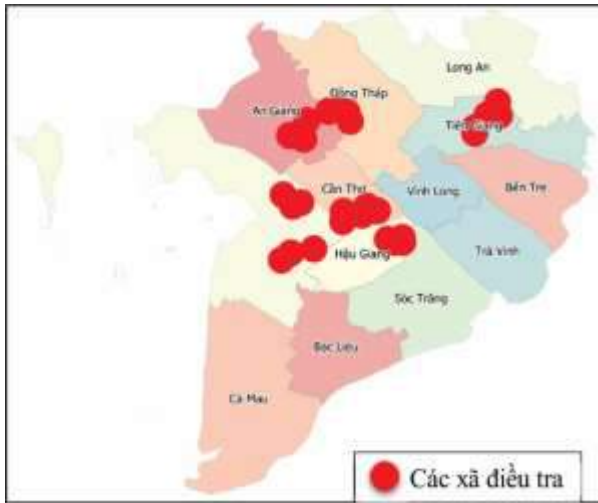 Long An
Đồng Tháp
An Giang
Tiền Giang
Cần Thơ
Vĩnh Long
Bến Tre
Hậu Giang
Trà Vinh
Sóc Trăng
Bạc Liêu
Cà Mau
Các xã điều tra